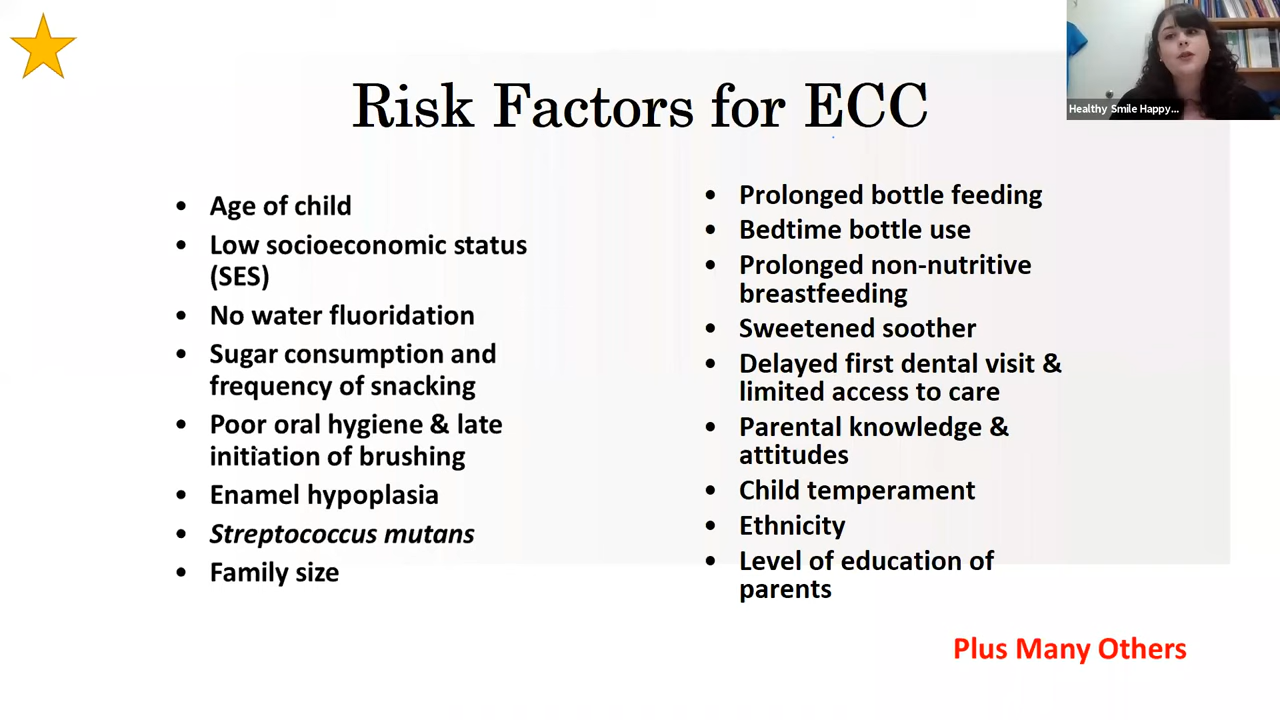 Risk Factors for ECC
Healthy Smile Happy...
• Age of child
• Low socioeconomic status
(SES)
• No water fluoridation
• Sugar consumption and
frequency of snacking
• Poor oral hygiene & late
initiation of brushing
• Enamel hypoplasia
• Streptococcus mutans
• Family size
• Prolonged bottle feeding
• Bedtime bottle use
• Prolonged non-nutritive
breastfeeding
• Sweetened soother
• Delayed first dental visit &
limited access to care
• Parental knowledge &
attitudes
• Child temperament
• Ethnicity
• Level of education of
parents
Plus Many Others